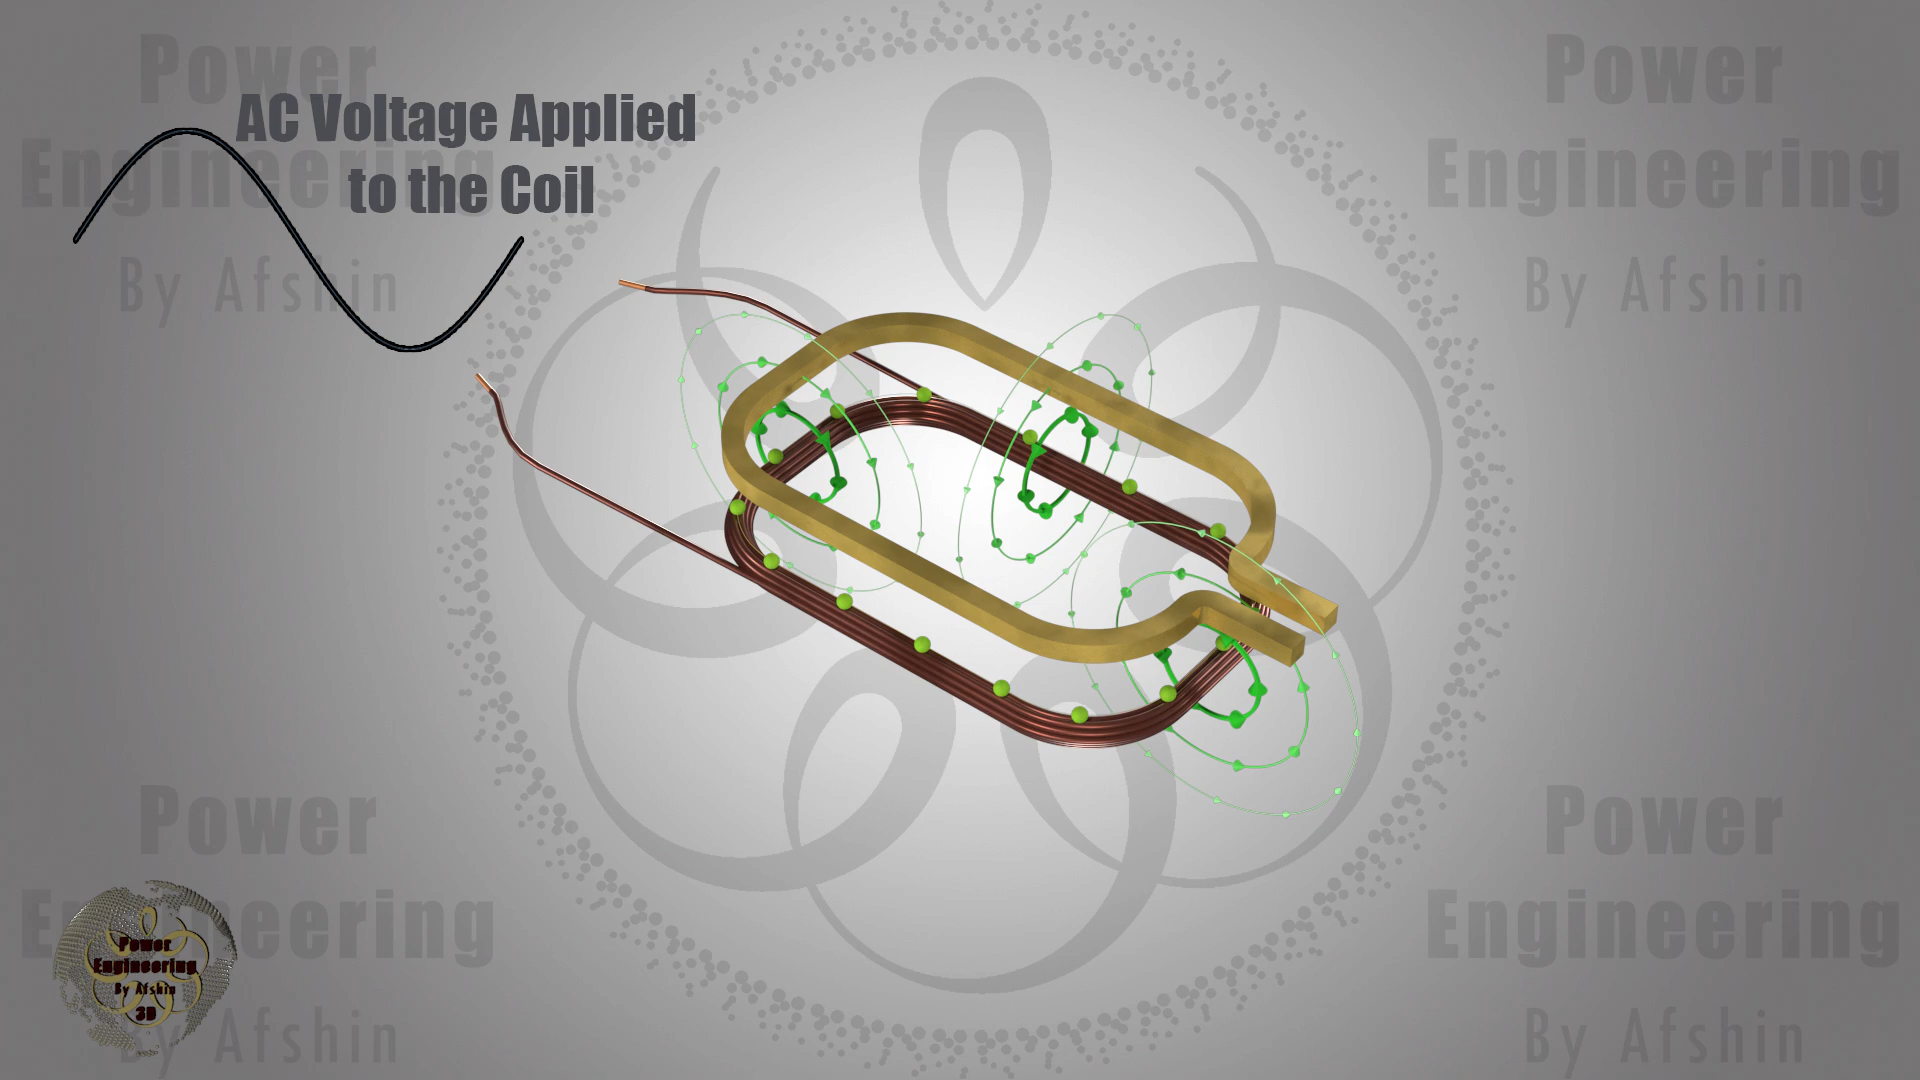 Power
Engineering
By Afshin
Power
Engineering
By Afshin
AC Voltage Applied
to the Coil
Power
Engineering
By Afshin
Power
Engineering
By Afshin
Power
Engineering
By Afshin
3D